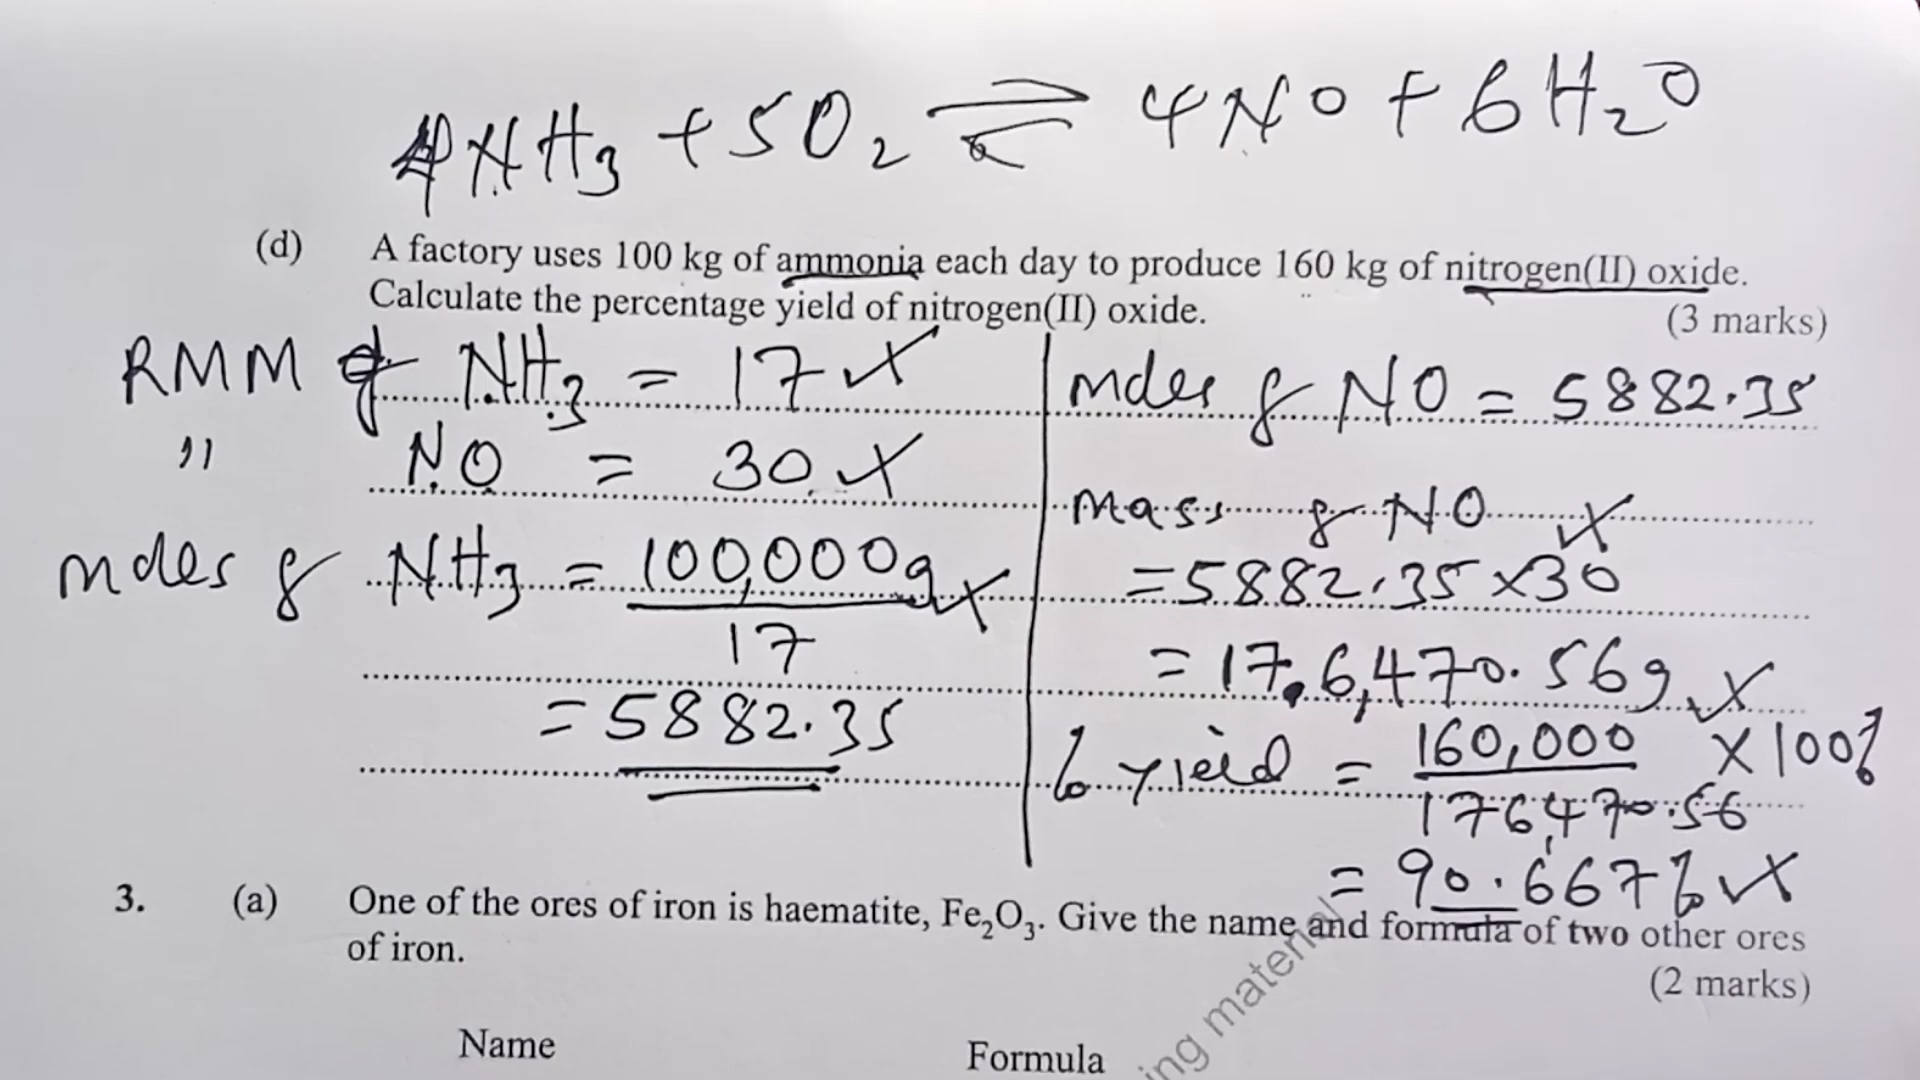 4NH₃ + 5O₂ ⇌ 4NO + 6H₂O
(d) A factory uses 100 kg of ammonia each day to produce 160 kg of nitrogen(II) oxide.
Calculate the percentage yield of nitrogen(II) oxide.
(3 marks)
RMM of NH₃ = 17
" NO = 30
moles of NH₃ = 100,000g
17
= 5882.35
moles of NO = 5882.35
mass of NO
= 5882.35 × 30
= 176,470.56g
% yield = 160,000 × 100%
176,470.56
= 90.667%
3. (a) One of the ores of iron is haematite, Fe₂O₃. Give the name and formula of two other ores
of iron.
(2 marks)
Name Formula
ing material